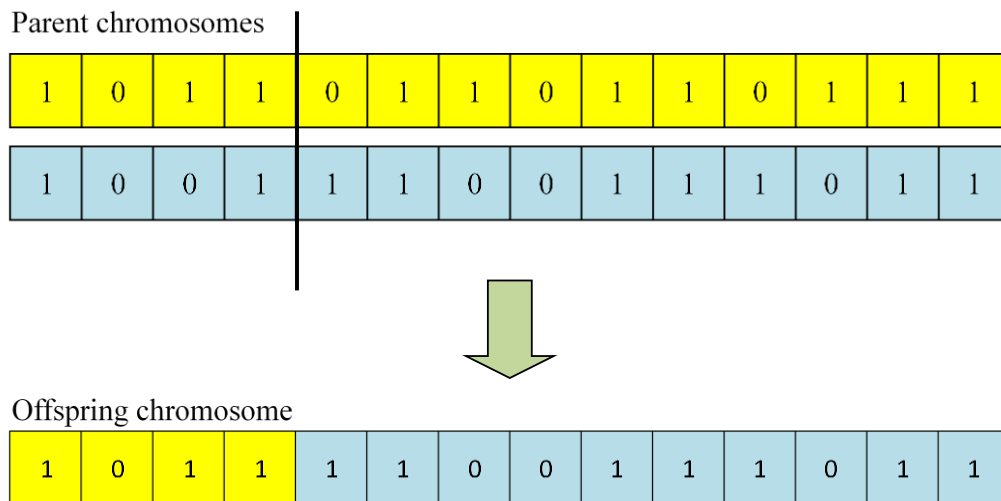 Parent chromosomes
1 0 1 1 0 1 1 0 1 1 0 1 1 1
1 0 0 1 1 1 0 0 1 1 1 0 1 1
Offspring chromosome
1 0 1 1 1 1 0 0 1 1 1 0 1 1